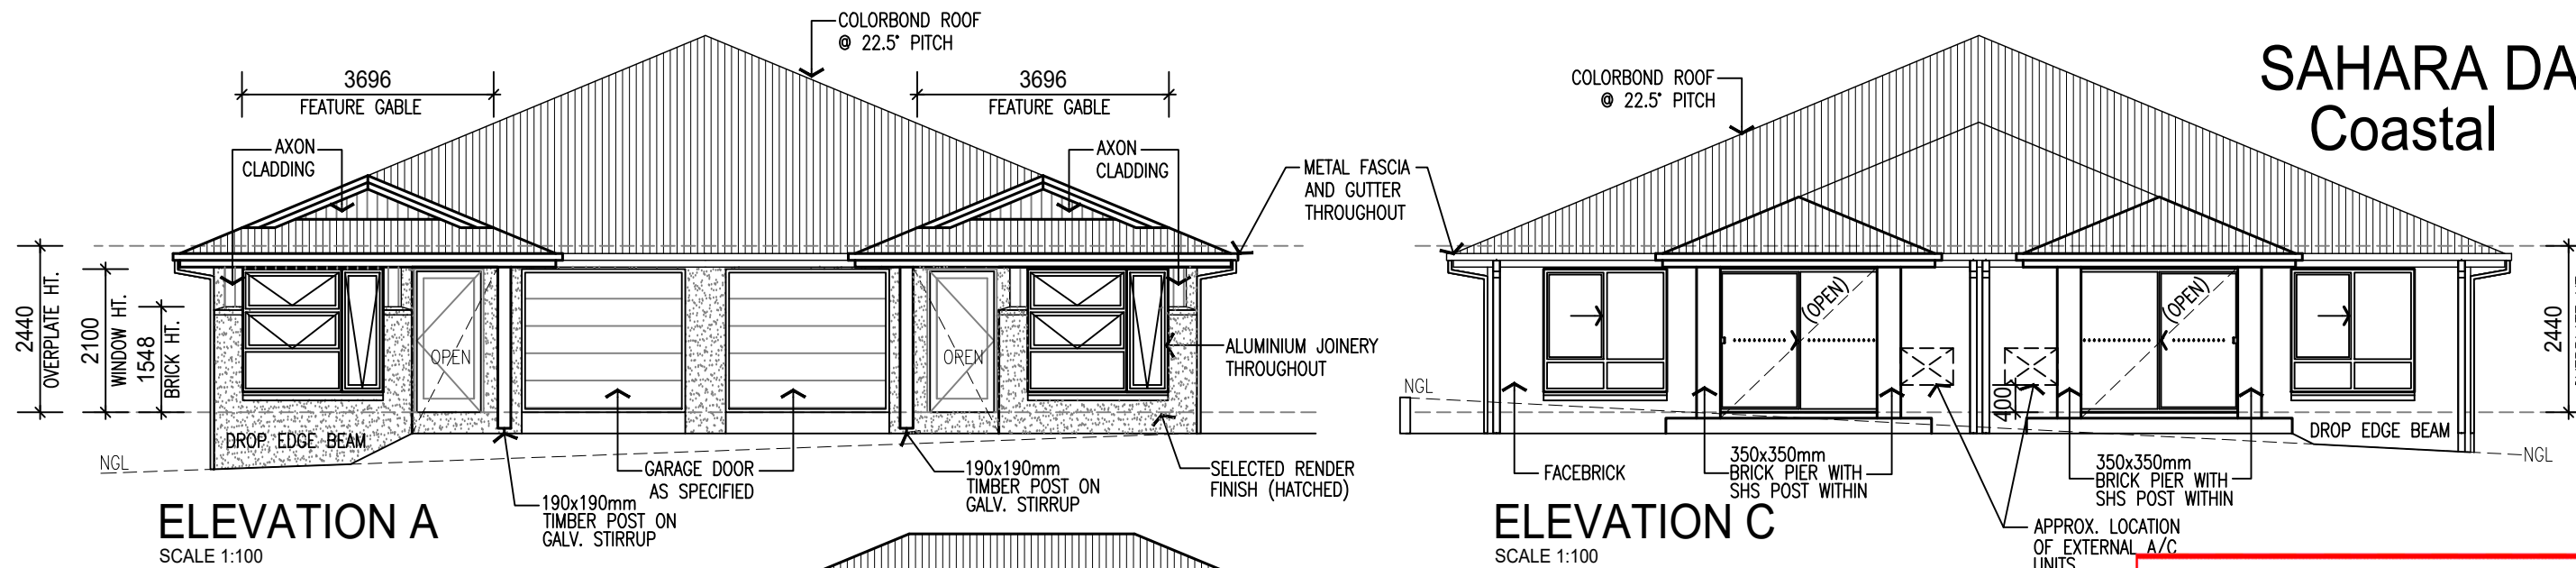 COLORBOND ROOF
@ 22.5° PITCH
3696
FEATURE GABLE
3696
FEATURE GABLE
AXON
CLADDING
AXON
CLADDING
METAL FASCIA
AND GUTTER
THROUGHOUT
2440
OVERPLATE HT.
2100
WINDOW HT.
1548
BRICK HT.
OPEN
OPEN
ALUMINIUM JOINERY
THROUGHOUT
DROP EDGE BEAM
NGL
GARAGE DOOR
AS SPECIFIED
190x190mm
TIMBER POST ON
GALV. STIRRUP
190x190mm
TIMBER POST ON
GALV. STIRRUP
SELECTED RENDER
FINISH (HATCHED)
ELEVATION A
SCALE 1:100
SAHARA DA
Coastal
COLORBOND ROOF
@ 22.5° PITCH
(OPEN)
(OPEN)
NGL
400
2440
DROP EDGE BEAM
NGL
FACEBRICK
350x350mm
BRICK PIER WITH
SHS POST WITHIN
350x350mm
BRICK PIER WITH
SHS POST WITHIN
APPROX. LOCATION
OF EXTERNAL A/C
UNITS
ELEVATION C
SCALE 1:100